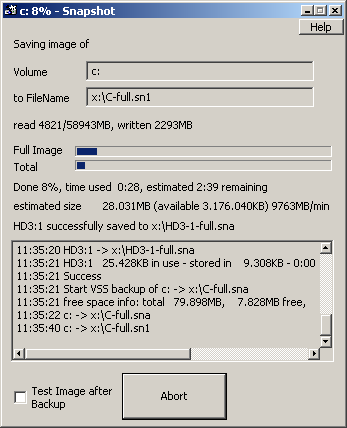 c: 8% - Snapshot
Help
Saving image of
Volume c:
to FileName x:\C-full.sn1
read 4821/58943MB, written 2293MB
Full Image
Total
Done 8%, time used 0:28, estimated 2:39 remaining
estimated size 28.031MB (available 3.176.040KB) 9763MB/min
HD3:1 successfully saved to x:\HD3-1-full.sna
11:35:20 HD3:1 -> x:\HD3-1-full.sna
11:35:21 HD3:1 25.428KB in use - stored in 9.308KB - 0:00
11:35:21 Success
11:35:21 Start VSS backup of c: -> x:\C-full.sna
11:35:21 free space info: total 79.898MB, 7.828MB free,
11:35:22 c: -> x:\C-full.sna
11:35:40 c: -> x:\C-full.sn1
Test Image after
Backup
Abort